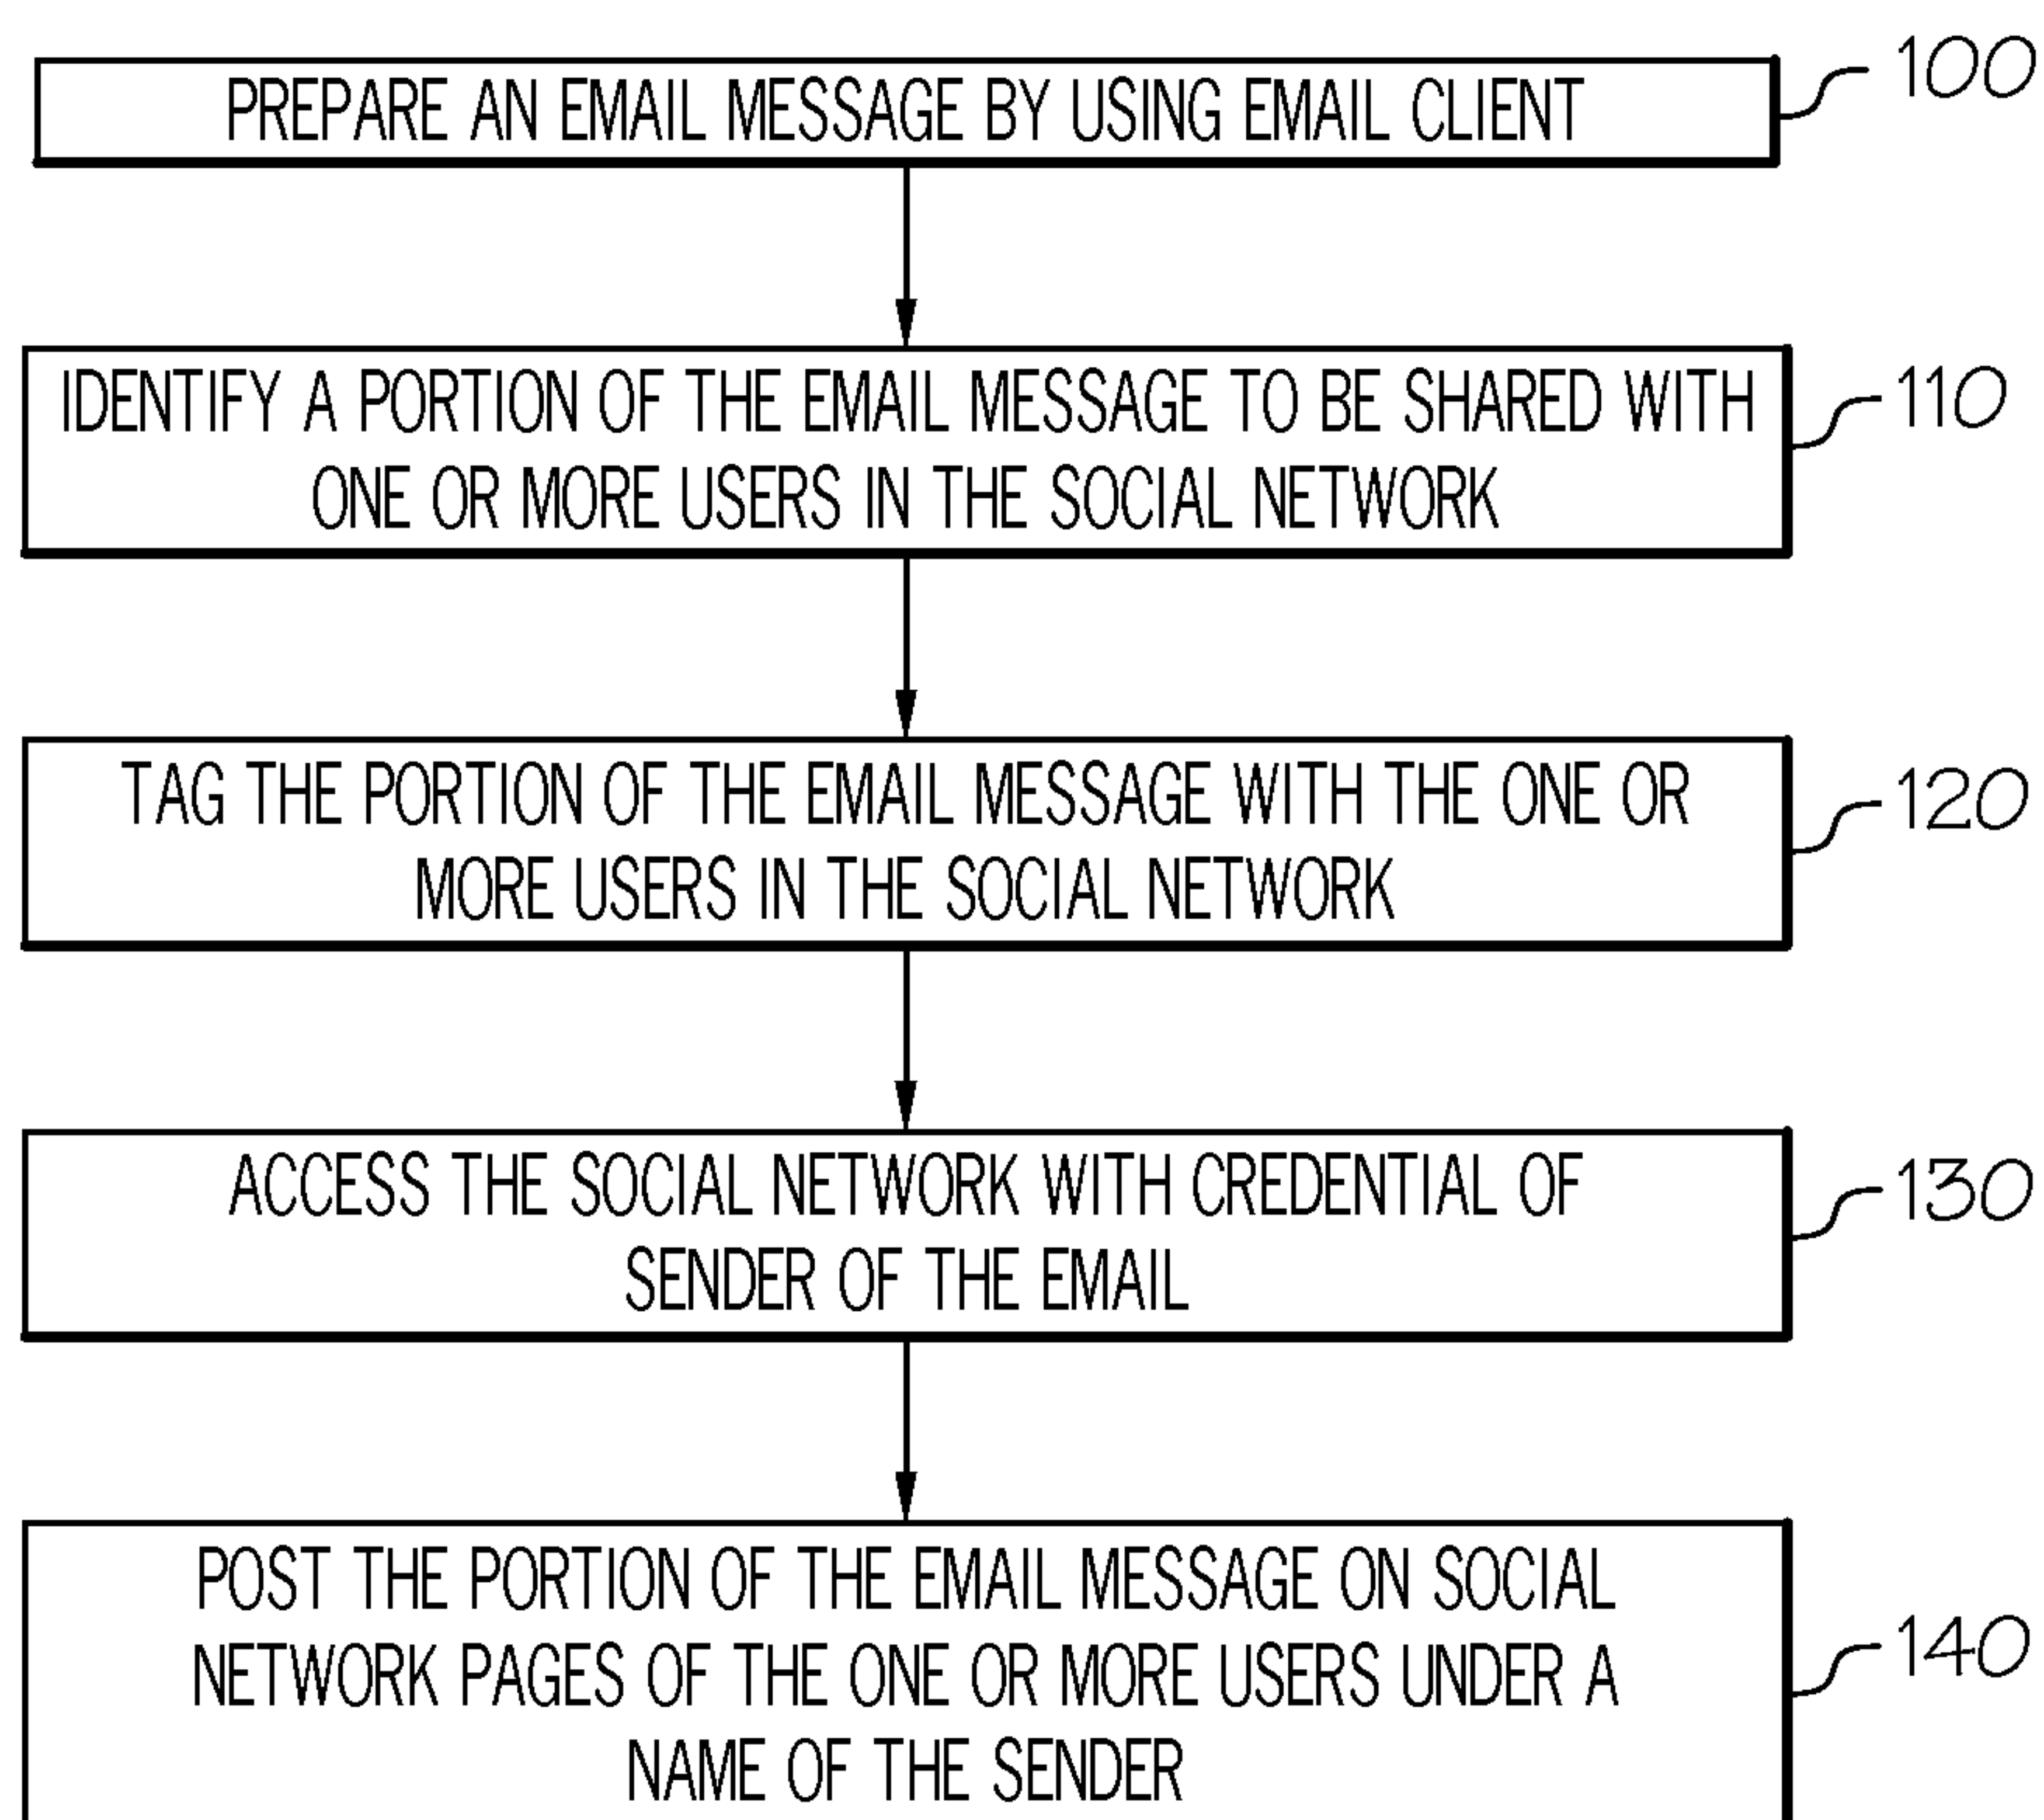 PREPARE AN EMAIL MESSAGE BY USING EMAIL CLIENT
100
IDENTIFY A PORTION OF THE EMAIL MESSAGE TO BE SHARED WITH
ONE OR MORE USERS IN THE SOCIAL NETWORK
110
TAG THE PORTION OF THE EMAIL MESSAGE WITH THE ONE OR
MORE USERS IN THE SOCIAL NETWORK
120
ACCESS THE SOCIAL NETWORK WITH CREDENTIAL OF
SENDER OF THE EMAIL
130
POST THE PORTION OF THE EMAIL MESSAGE ON SOCIAL
NETWORK PAGES OF THE ONE OR MORE USERS UNDER A
NAME OF THE SENDER
140